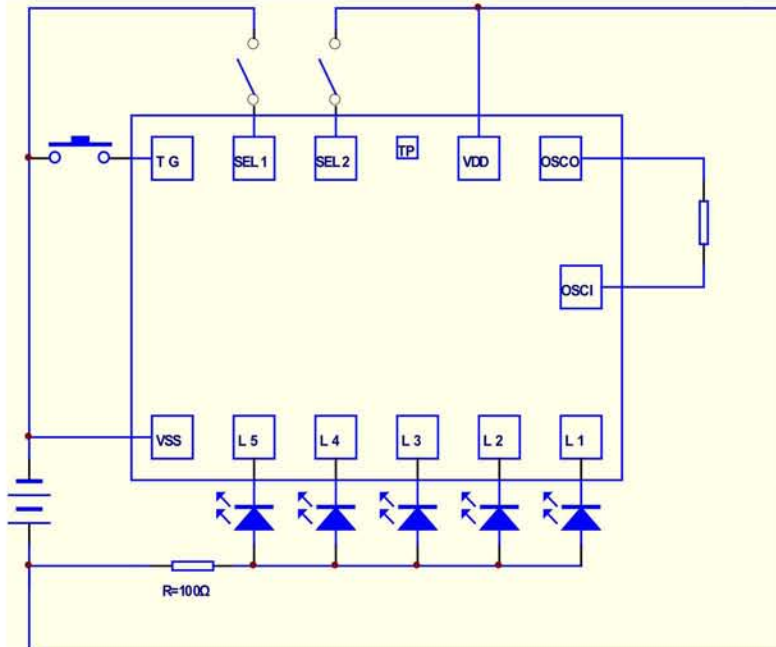 T G
SEL 1
SEL 2
TP
VDD
OSCO
OSCI
VSS
L 5
L 4
L 3
L 2
L 1
R=100Ω